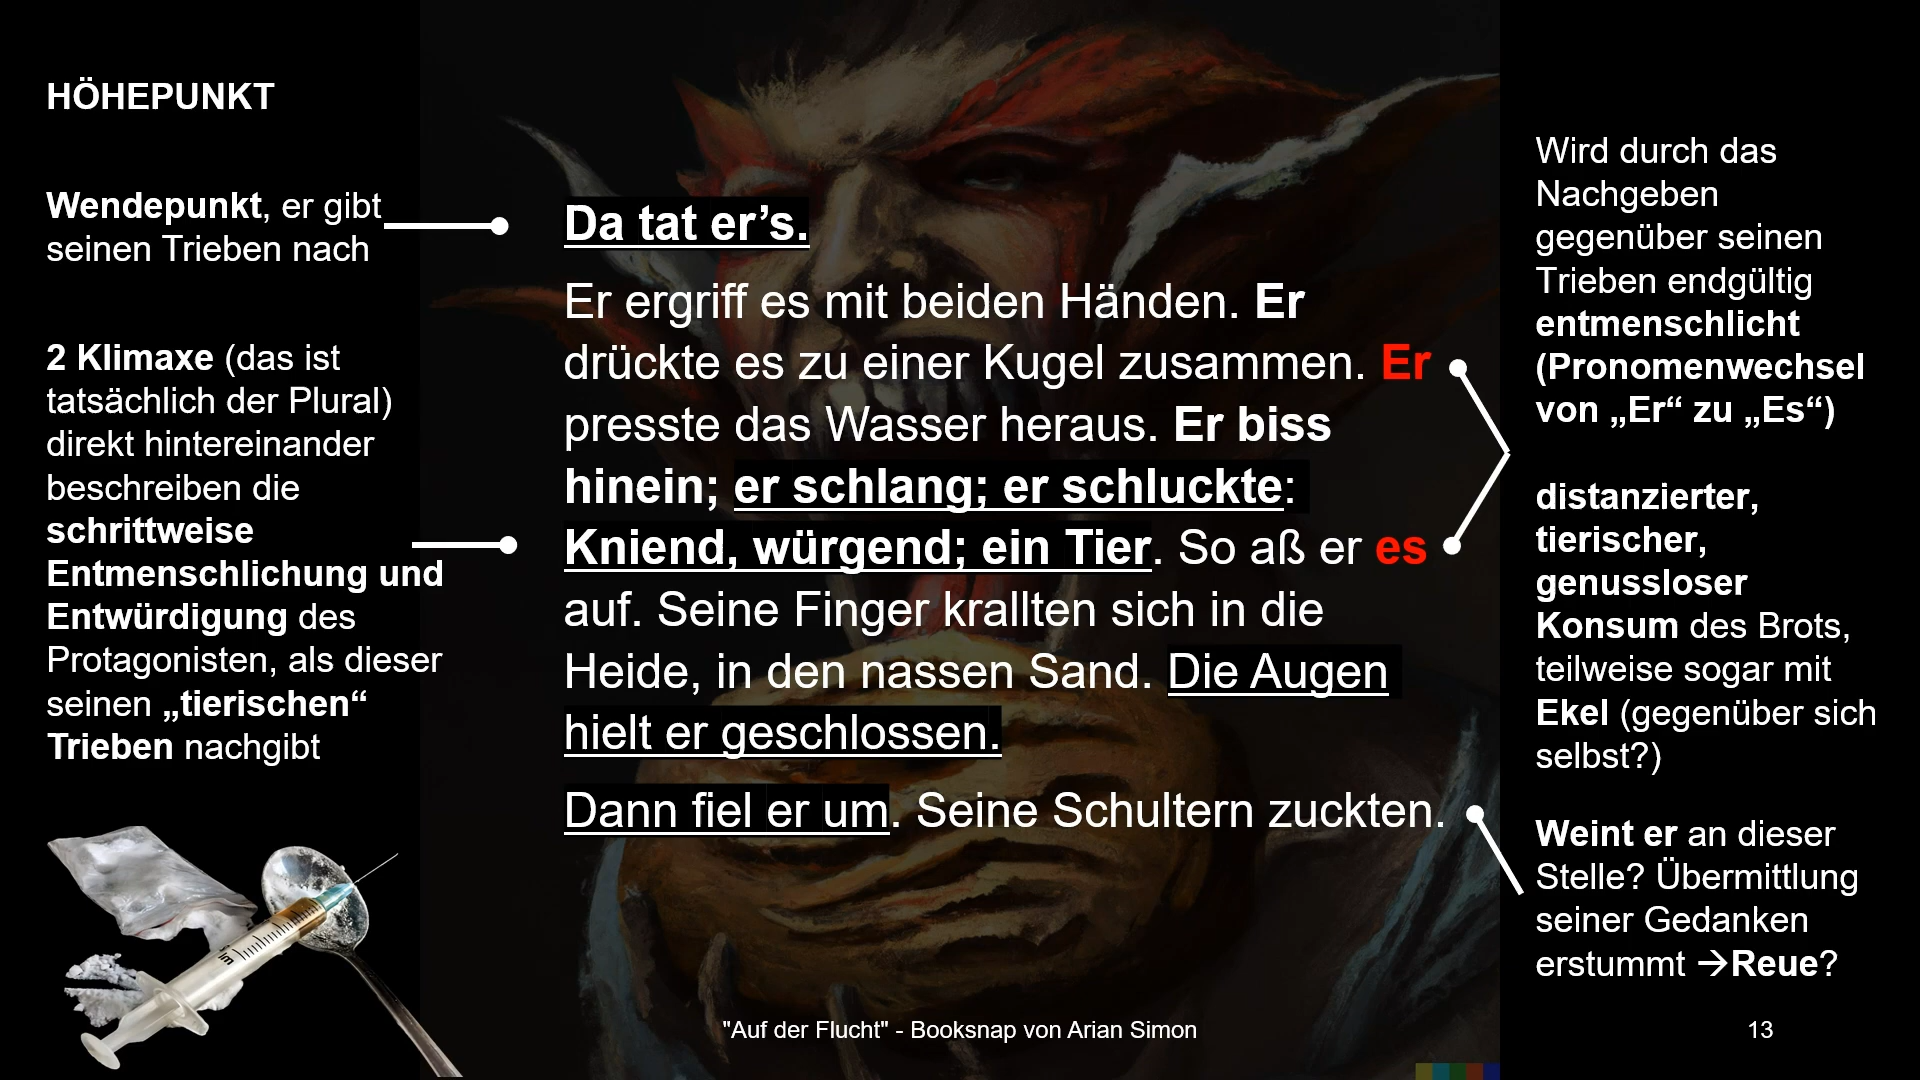 HÖHEPUNKT
Wendepunkt, er gibt
seinen Trieben nach
2 Klimaxe (das ist
tatsächlich der Plural)
direkt hintereinander
beschreiben die
schrittweise
Entmenschlichung und
Entwürdigung des
Protagonisten, als dieser
seinen „tierischen“
Trieben nachgibt
Da tat er’s.
Er ergriff es mit beiden Händen. Er
drückte es zu einer Kugel zusammen. Er
presste das Wasser heraus. Er biss
hinein; er schlang; er schluckte:
Kniend, würgend; ein Tier. So aß er es
auf. Seine Finger krallten sich in die
Heide, in den nassen Sand. Die Augen
hielt er geschlossen.
Dann fiel er um. Seine Schultern zuckten.
Wird durch das
Nachgeben
gegenüber seinen
Trieben endgültig
entmenschlicht
(Pronomenwechsel
von „Er“ zu „Es“)
distanzierter,
tierischer,
genussloser
Konsum des Brots,
teilweise sogar mit
Ekel (gegenüber sich
selbst?)
Weint er an dieser
Stelle? Übermittlung
seiner Gedanken
erstummt →Reue?
"Auf der Flucht" - Booksnap von Arian Simon
13